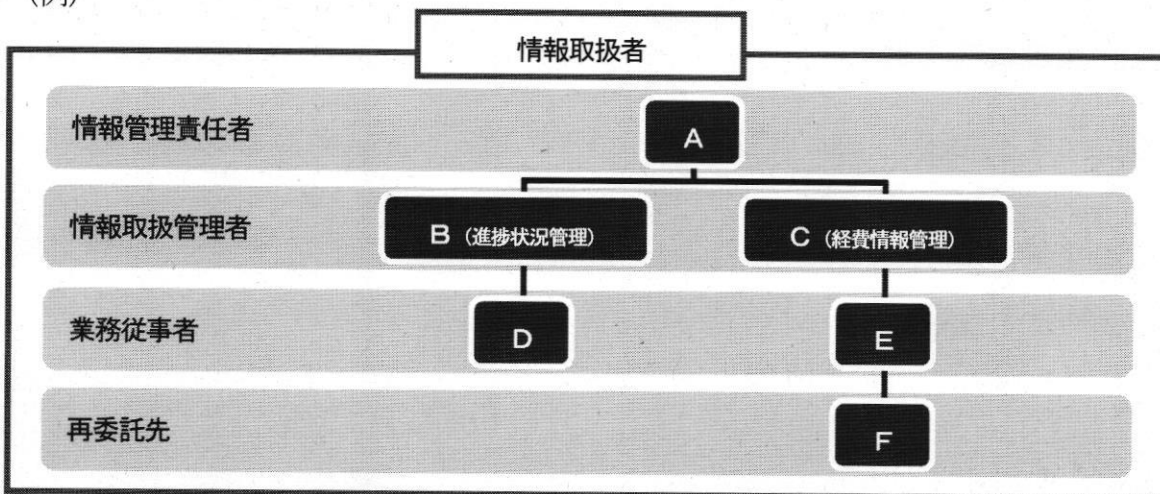 (例)
情報取扱者
情報管理責任者
A
情報取扱管理者
B (進捗状況管理)
C (経費情報管理)
業務従事者
D
E
再委託先
F